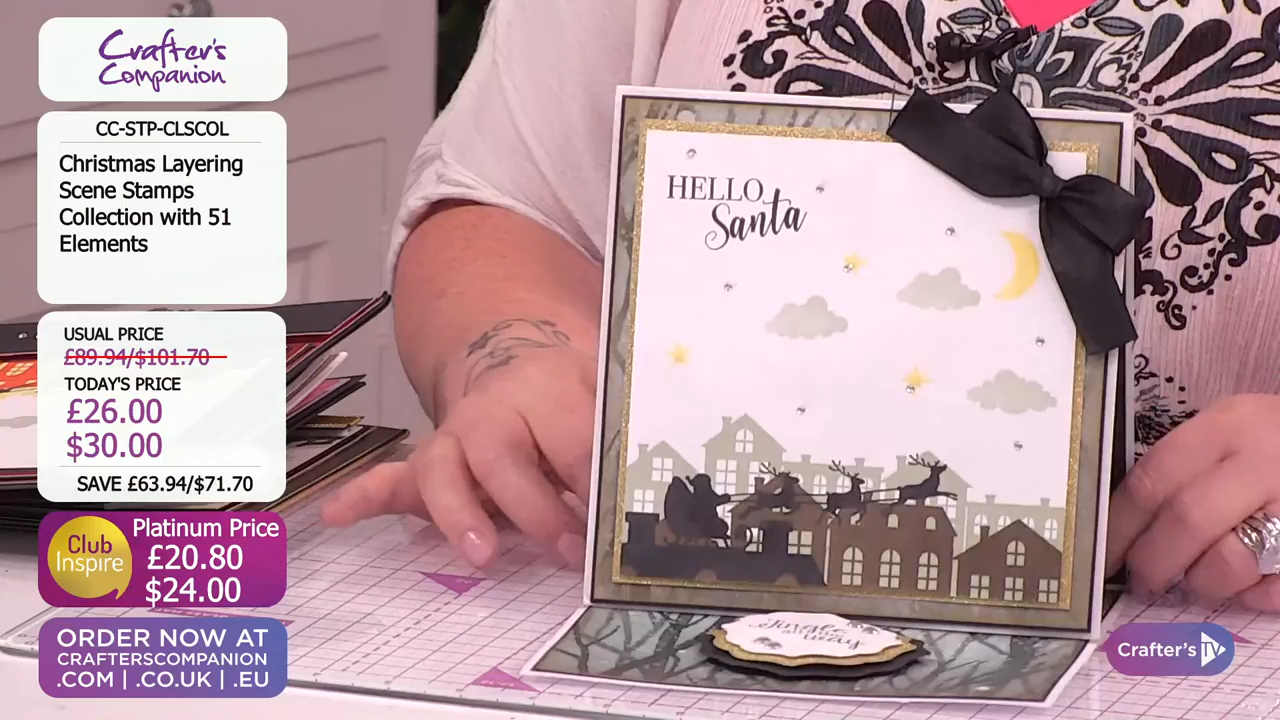 Crafter's
Companion
CC-STP-CLSCOL
Christmas Layering
Scene Stamps
Collection with 51
Elements
USUAL PRICE
£89.94/$101.70
TODAY'S PRICE
£26.00
$30.00
SAVE £63.94/$71.70
Club
Inspire
Platinum Price
£20.80
$24.00
ORDER NOW AT
CRAFTERSCOMPANION
.COM | .CO.UK | .EU
HELLO
Santa
Jingle
away
Crafter's TV